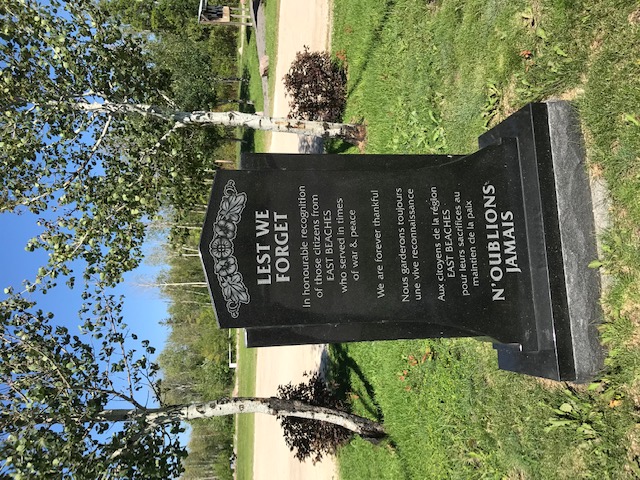 LEST WE
FORGET
In honourable recognition
of those citizens from
EAST BEACHES
who served in times
of war & peace
We are forever thankful
Nous garderons toujours
une vive reconnaissance
Aux citoyens de la région
EAST BEACHES
pour leurs sacrifices au
maintien de la paix
N'OUBLIONS
JAMAIS